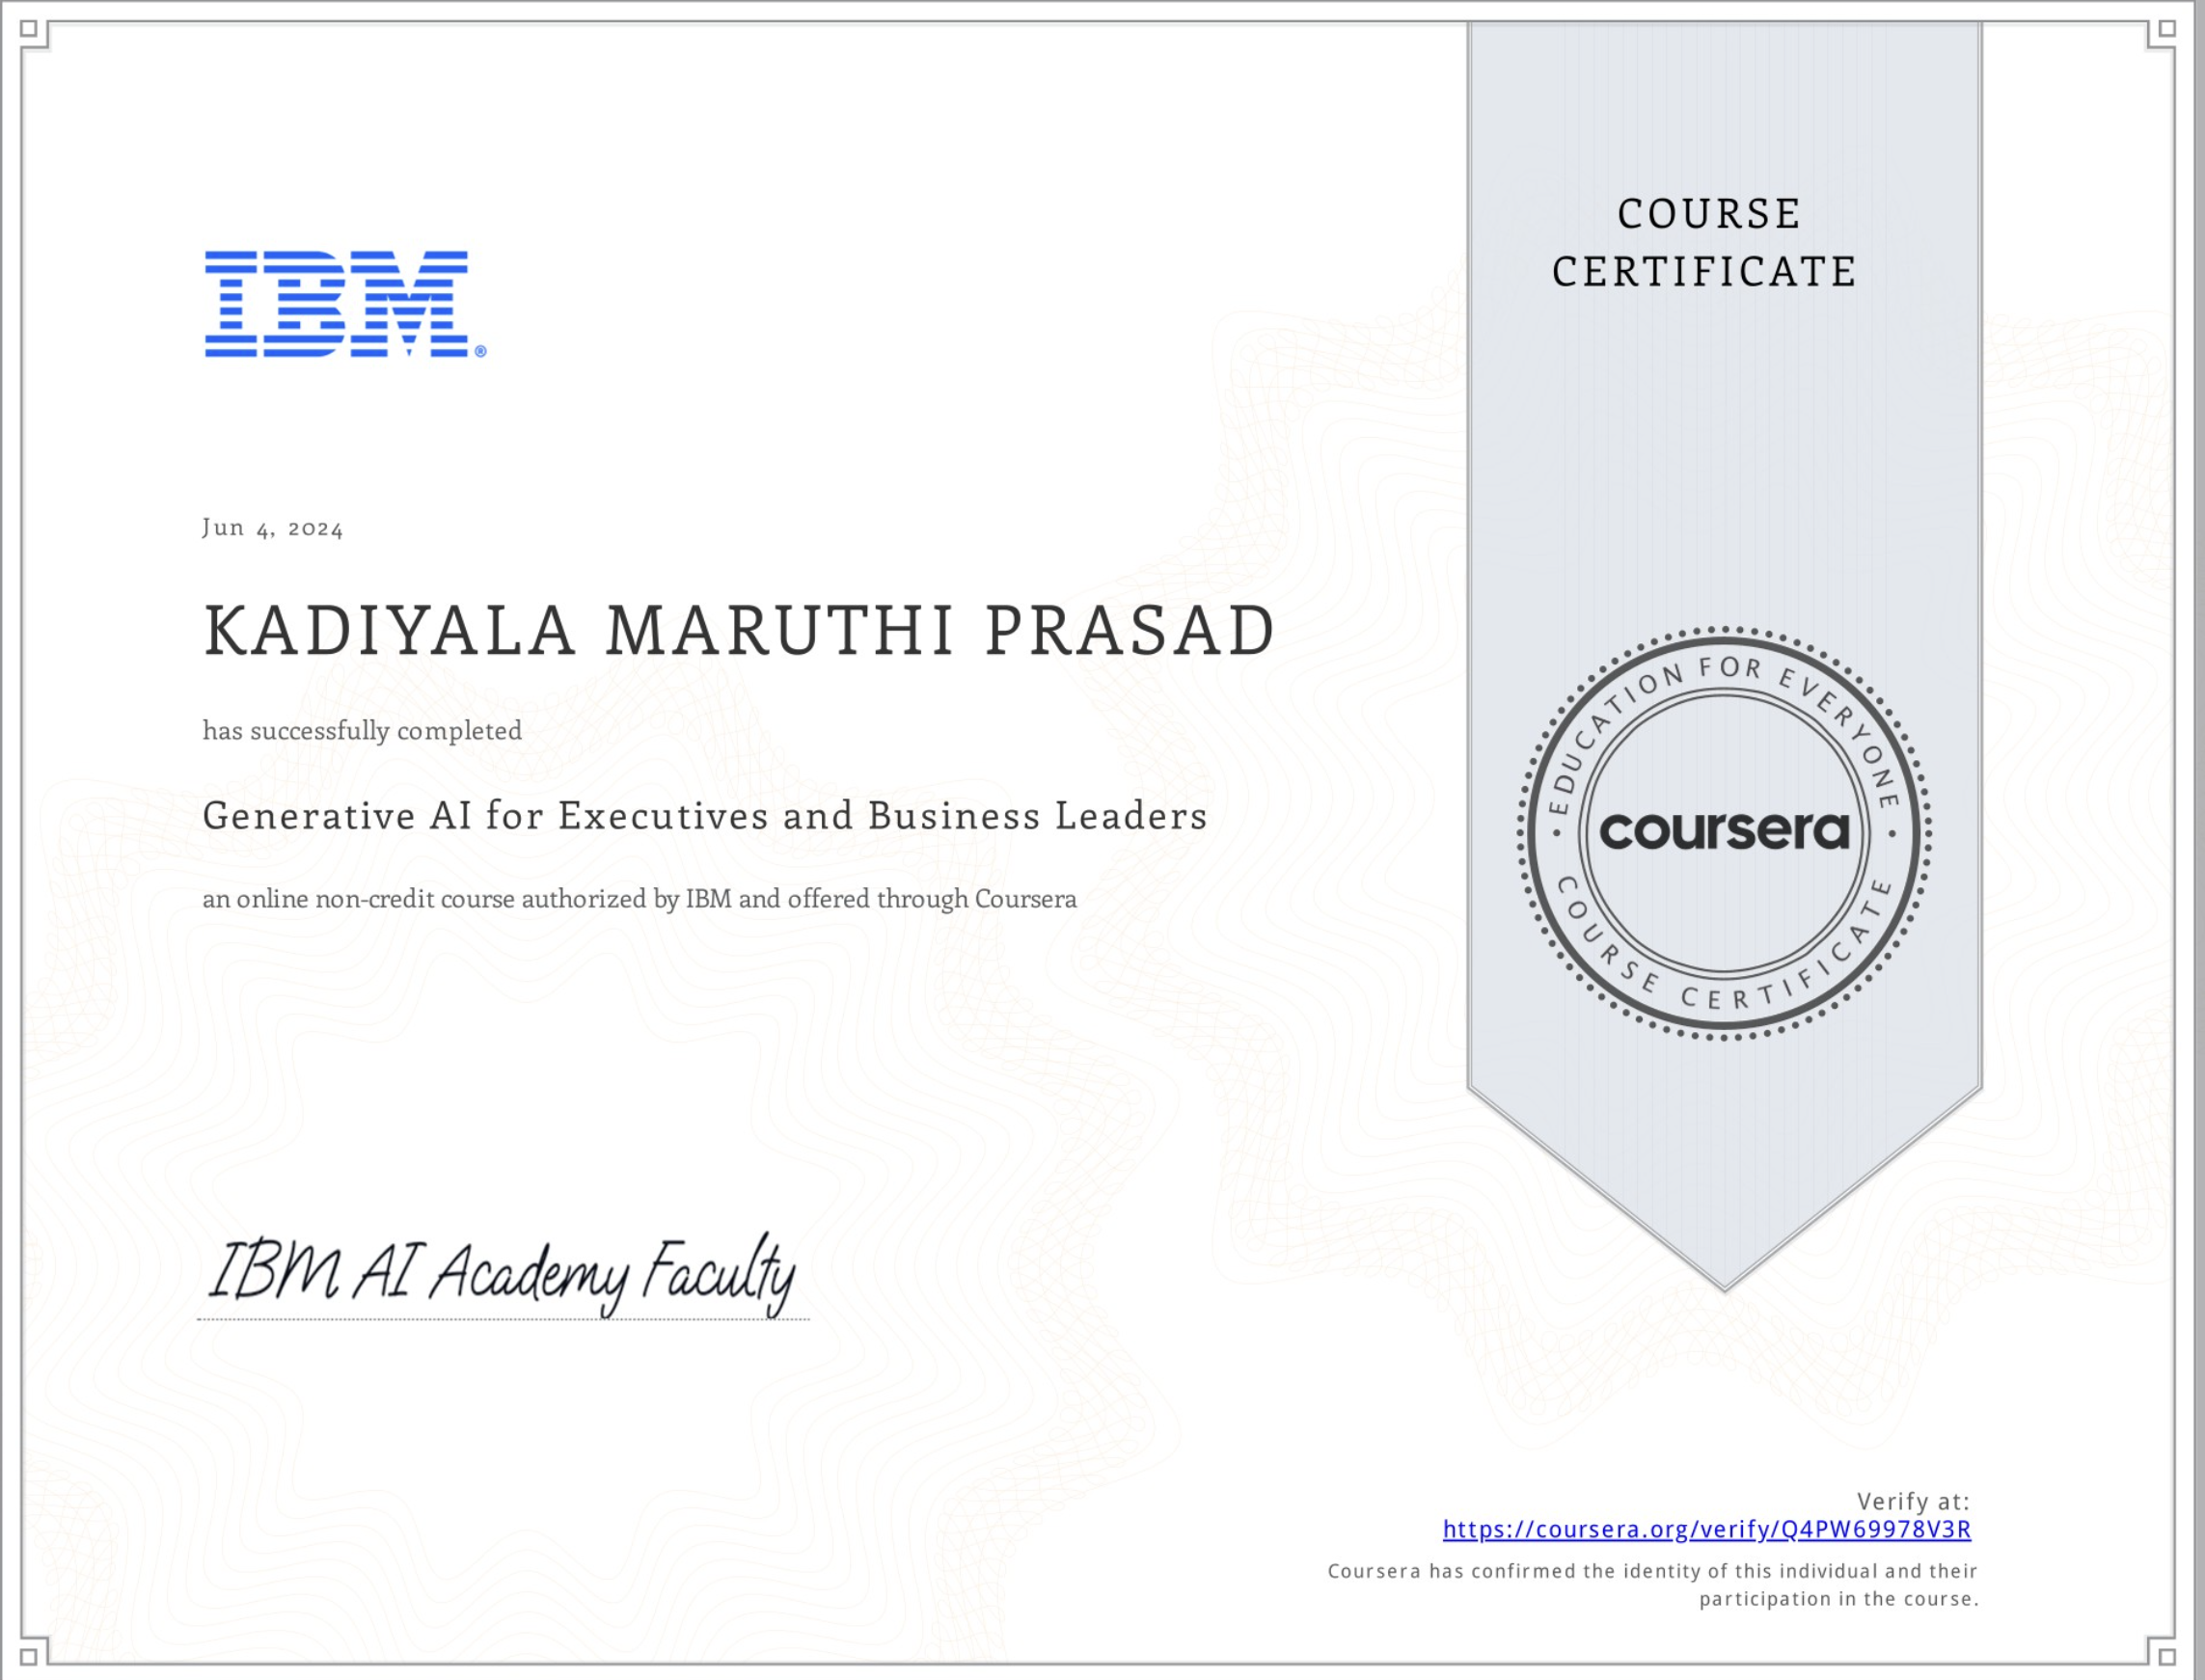 IBM®
Jun 4, 2024
KADIYALA MARUTHI PRASAD
has successfully completed
Generative AI for Executives and Business Leaders
an online non-credit course authorized by IBM and offered through Coursera
IBM AI Academy Faculty
COURSE
CERTIFICATE
• EDUCATION FOR EVERYONE •
coursera
COURSE CERTIFICATE
Verify at:
https://coursera.org/verify/Q4PW69978V3R
Coursera has confirmed the identity of this individual and their
participation in the course.